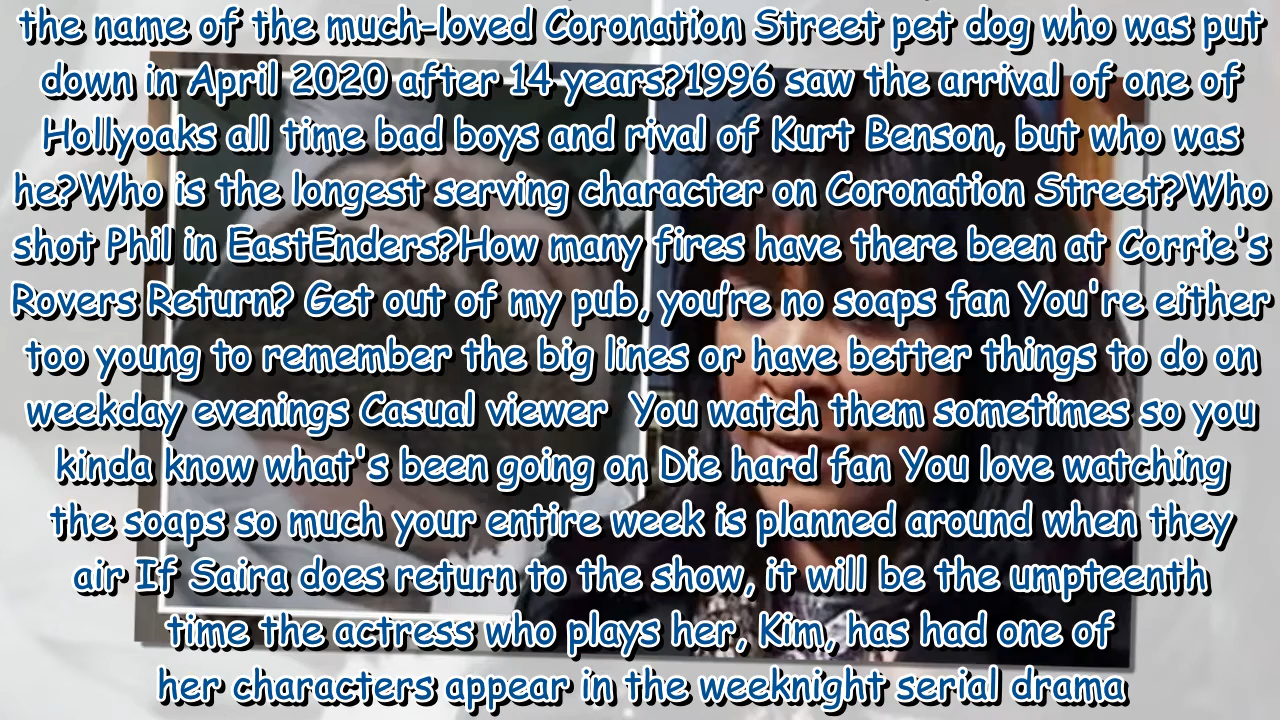 the name of the much-loved Coronation Street pet dog who was put
down in April 2020 after 14 years?1996 saw the arrival of one of
Hollyoaks all time bad boys and rival of Kurt Benson, but who was
he?Who is the longest serving character on Coronation Street?Who
shot Phil in EastEnders?How many fires have there been at Corrie's
Rovers Return? Get out of my pub, you’re no soaps fan You're either
too young to remember the big lines or have better things to do on
weekday evenings Casual viewer  You watch them sometimes so you
kinda know what's been going on Die hard fan You love watching
the soaps so much your entire week is planned around when they
air If Saira does return to the show, it will be the umpteenth
time the actress who plays her, Kim, has had one of
her characters appear in the weeknight serial drama